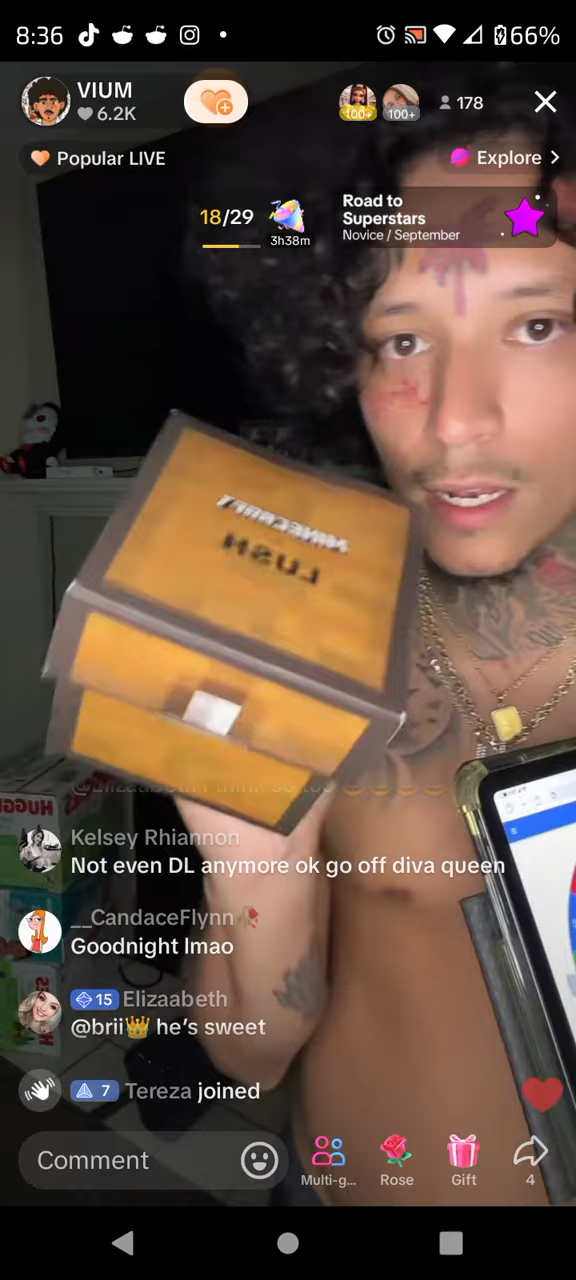 8:36
66%
VIUM
6.2K
100+
100+
178
Popular LIVE
Explore
18/29
3h38m
Road to
Superstars
Novice / September
MINECRAFT
LUSH
HUGGI
Kelsey Rhiannon
Not even DL anymore ok go off diva queen
__CandaceFlynn🥀
Goodnight lmao
15 Elizaabeth
@brii👑 he’s sweet
7 Tereza joined
Comment
Multi-g...
Rose
Gift
4